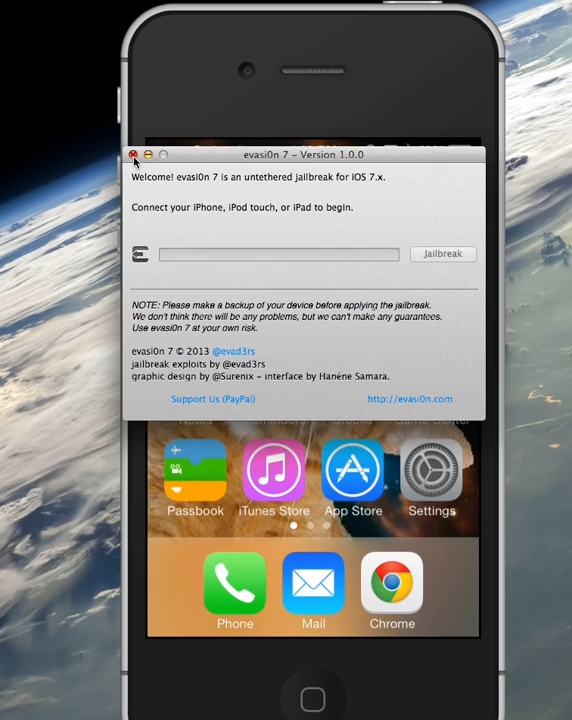 evasi0n 7 – Version 1.0.0
Welcome! evasi0n 7 is an untethered jailbreak for iOS 7.x.
Connect your iPhone, iPod touch, or iPad to begin.
Jailbreak
NOTE: Please make a backup of your device before applying the jailbreak.
We don't think there will be any problems, but we can't make any guarantees.
Use evasi0n 7 at your own risk.
evasi0n 7 © 2013 @evad3rs
jailbreak exploits by @evad3rs
graphic design by @Surenix – interface by Hanéne Samara.
Support Us (PayPal) http://evasi0n.com
Passbook iTunes Store App Store Settings
Phone Mail Chrome